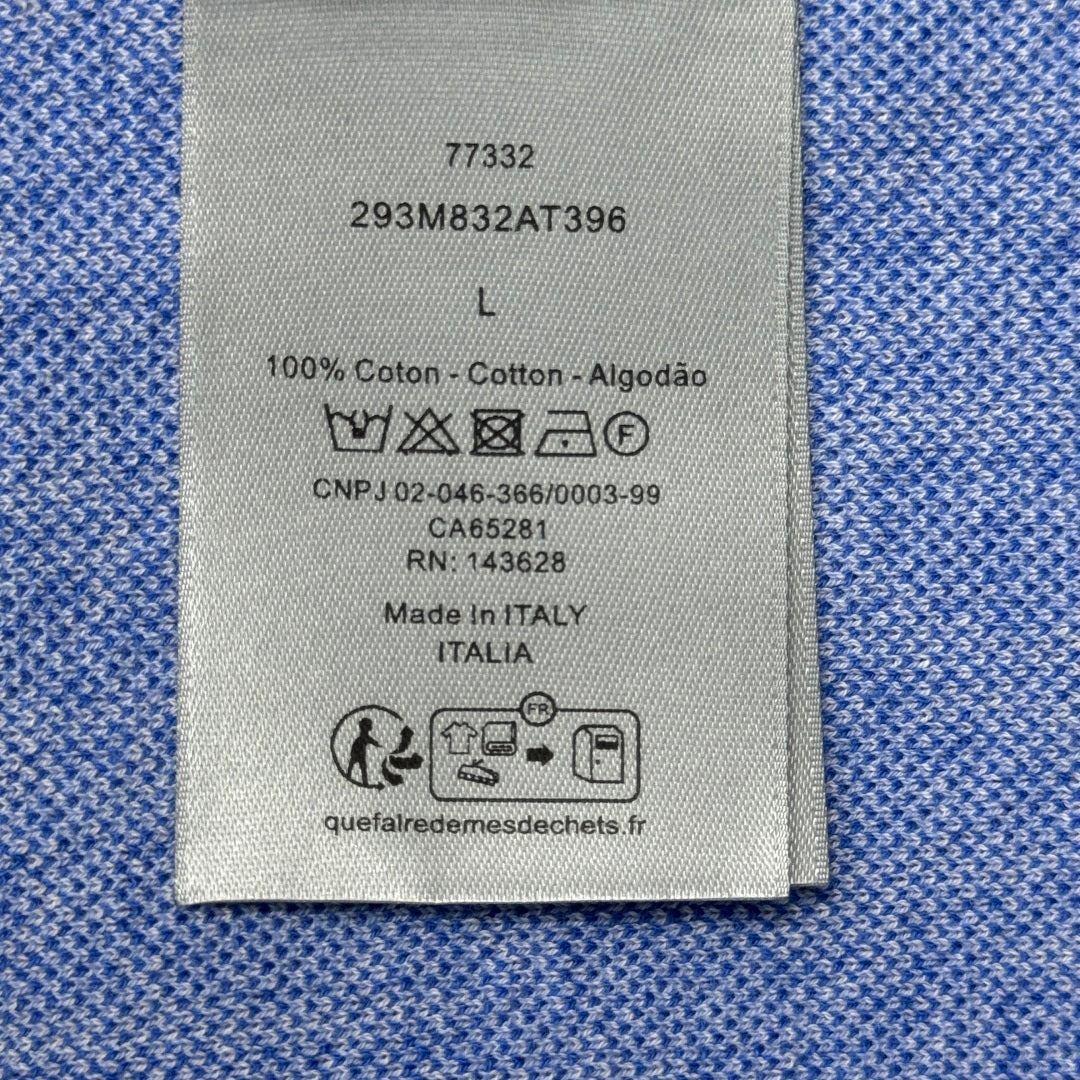 77332
293M832AT396
L
100% Coton - Cotton - Algodão
F
CNPJ 02-046-366/0003-99
CA65281
RN: 143628
Made In ITALY
ITALIA
FR
quefalredemesdechets.fr